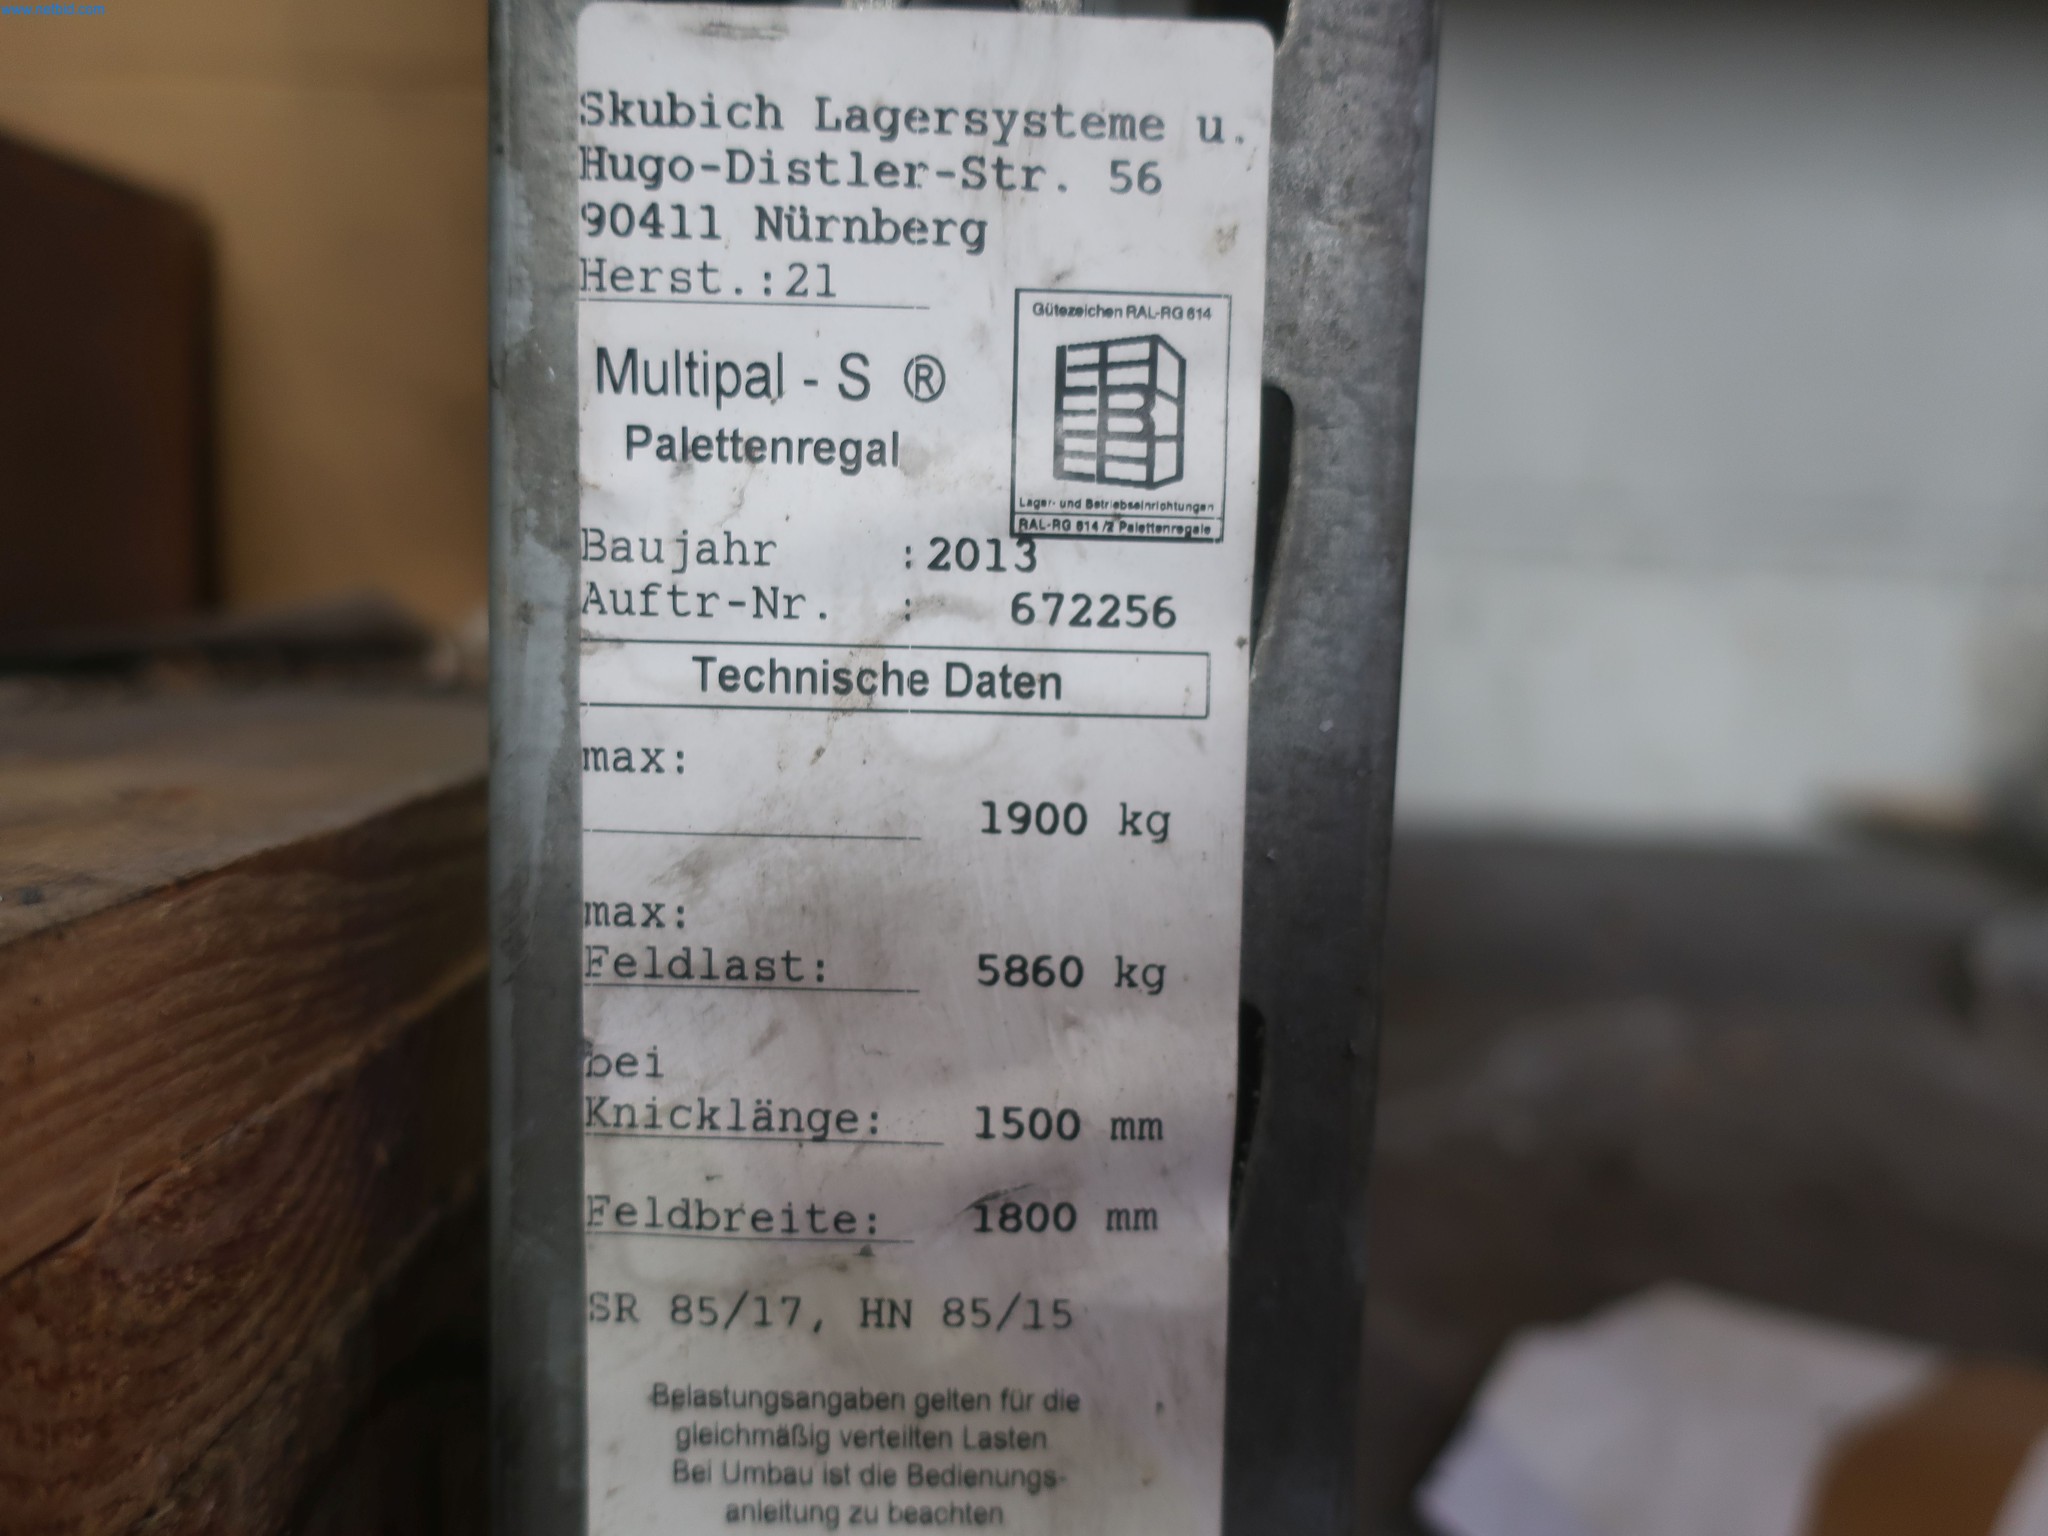 www.netbid.com
Skubich Lagersysteme u.
Hugo-Distler-Str. 56
90411 Nürnberg
Herst.:21
Gütezeichen RAL-RG 614
Multipal - S ®
Palettenregal
Lager- und Betriebseinrichtungen
RAL-RG 614 /2 Palettenregale
Baujahr :2013
Auftr-Nr. : 672256
Technische Daten
max:
1900 kg
max:
Feldlast: 5860 kg
bei
Knicklänge: 1500 mm
Feldbreite: 1800 mm
SR 85/17, HN 85/15
Belastungsangaben gelten für die
gleichmäßig verteilten Lasten
Bei Umbau ist die Bedienungs-
anleitung zu beachten